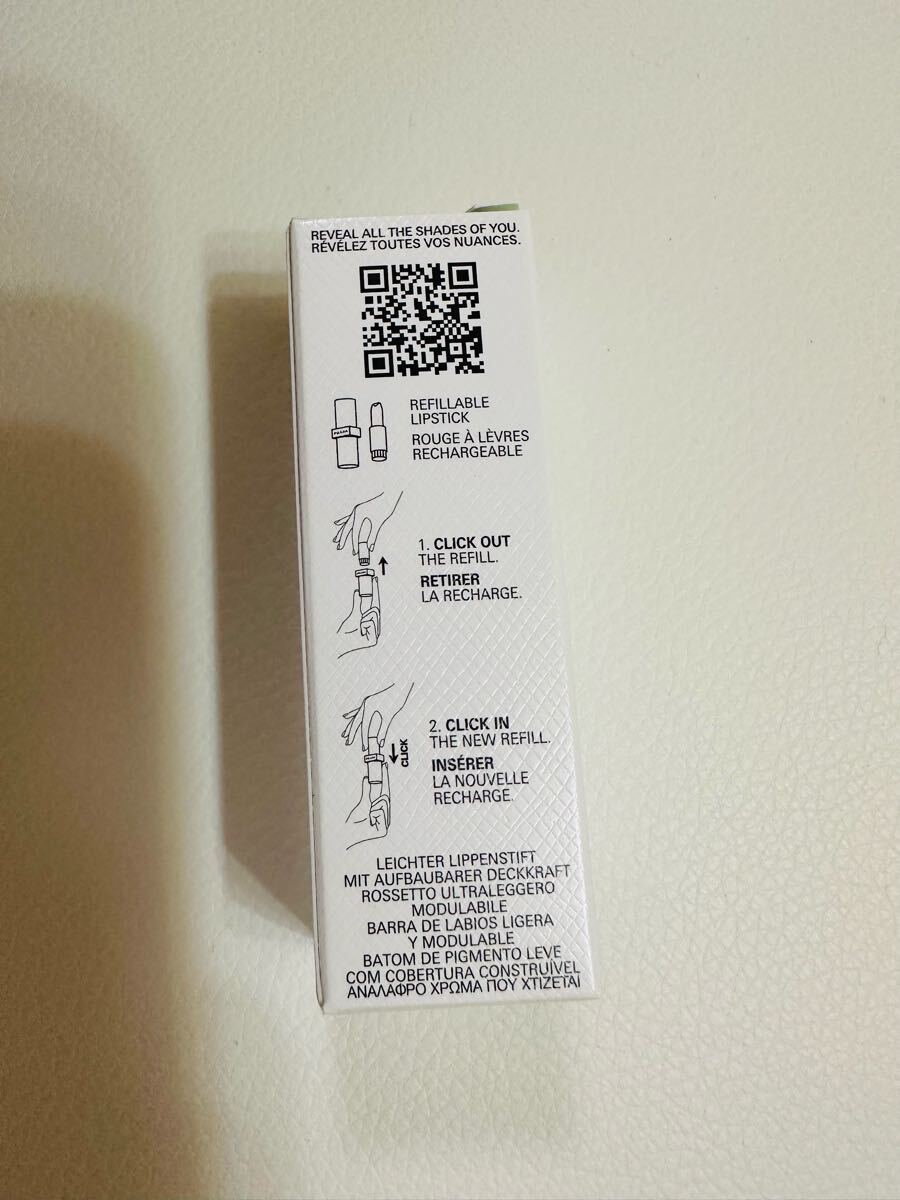 REVEAL ALL THE SHADES OF YOU.
RÉVÉLEZ TOUTES VOS NUANCES.
PRADA
REFILLABLE
LIPSTICK
ROUGE À LÈVRES
RECHARGEABLE
1. CLICK OUT
THE REFILL.
RETIRER
LA RECHARGE.
CLICK
2. CLICK IN
THE NEW REFILL.
INSÉRER
LA NOUVELLE
RECHARGE.
LEICHTER LIPPENSTIFT
MIT AUFBAUBARER DECKKRAFT
ROSSETTO ULTRALEGGERO
MODULABILE
BARRA DE LABIOS LIGERA
Y MODULABLE
BATOM DE PIGMENTO LEVE
COM COBERTURA CONSTRUÍVEL
ΑΝΑΛΑΦΡΟ ΧΡΩΜΑ ΠΟΥ ΧΤΙΖΕΤΑΙ